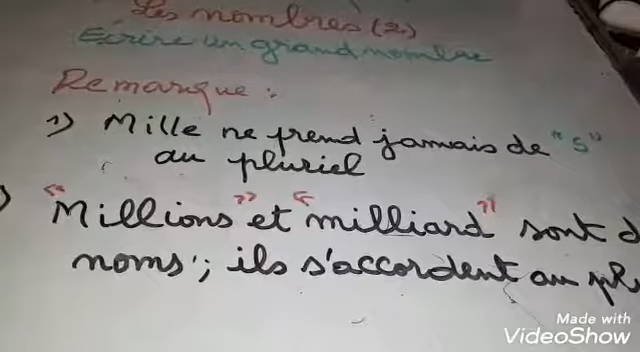 Les nombres (2)
Ecrire un grand nombre
Remarque :
1) Mille ne prend jamais de "s"
au pluriel
"Millions" et "milliard" sont
noms ; ils s'accordent au
Made with
VideoShow